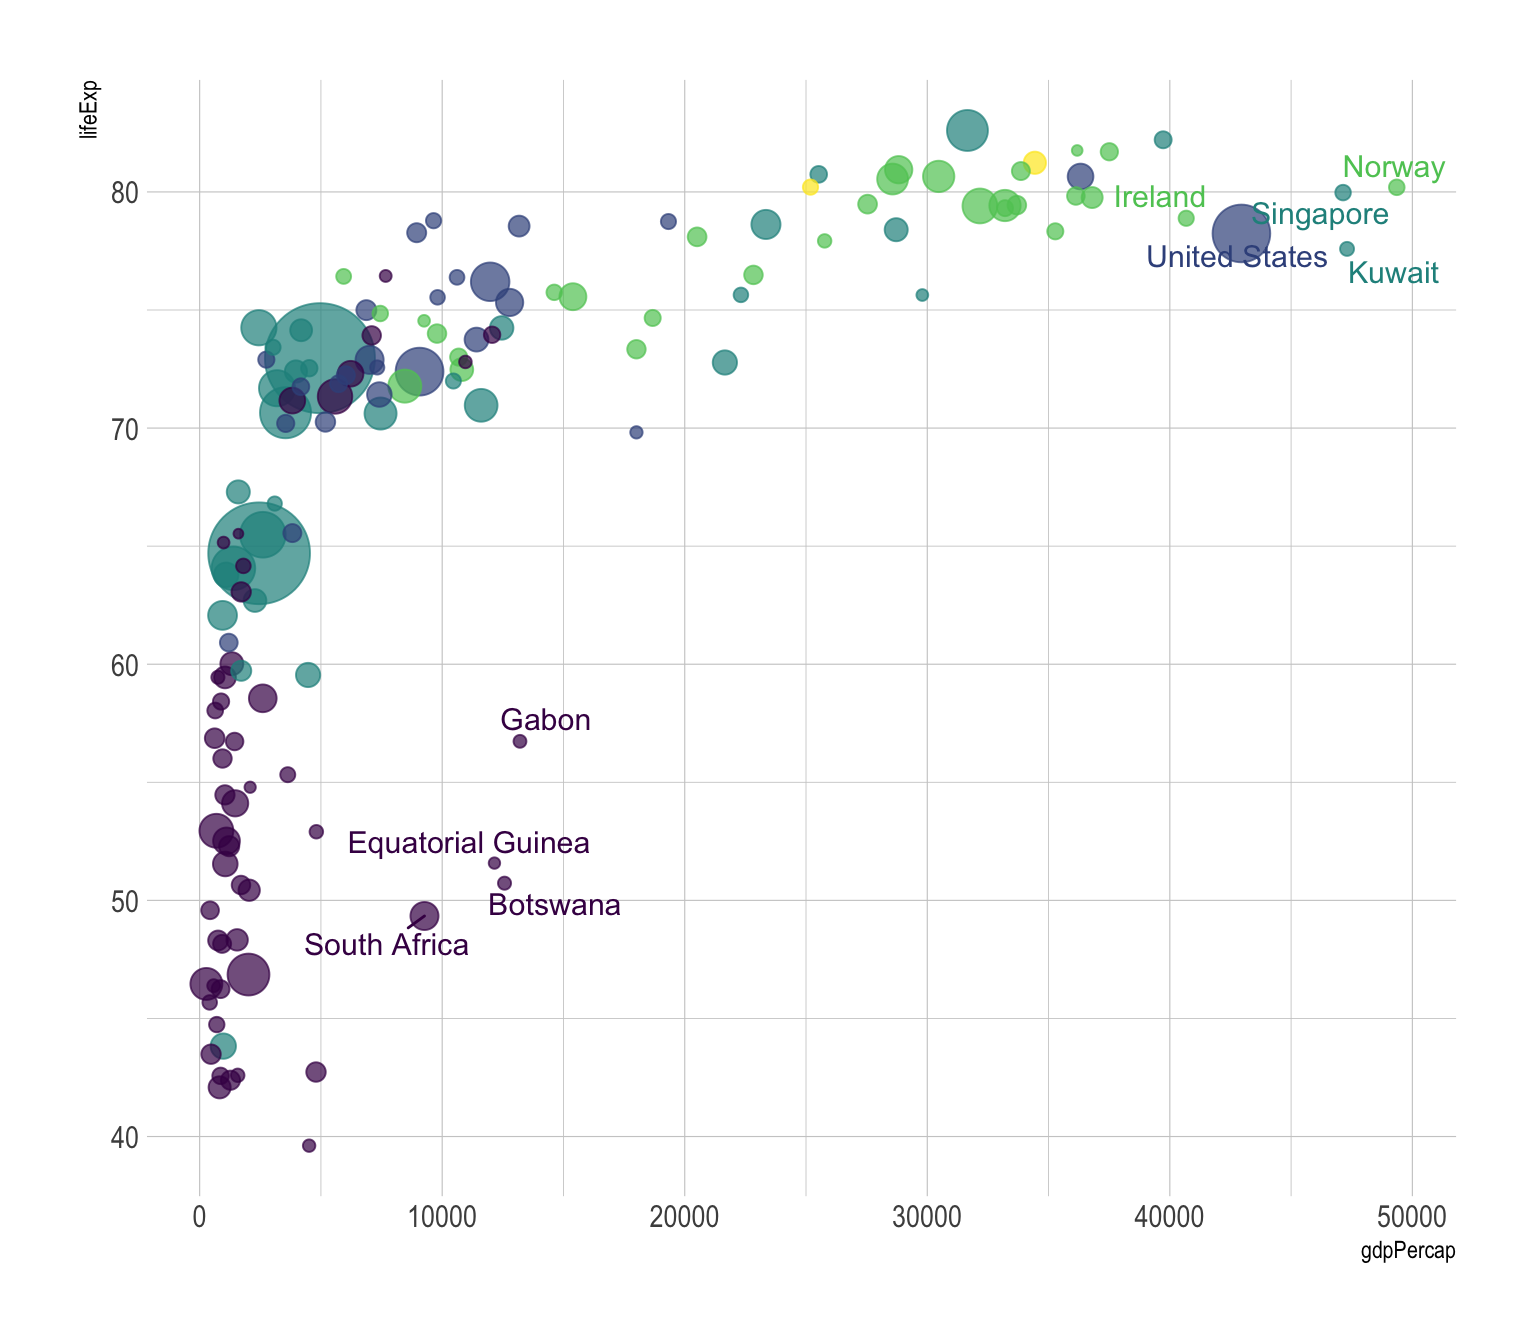 lifeExp
80
70
60
50
40
Norway
Ireland
Singapore
United States
Kuwait
Gabon
Equatorial Guinea
Botswana
South Africa
0
10000
20000
30000
40000
50000
gdpPercap